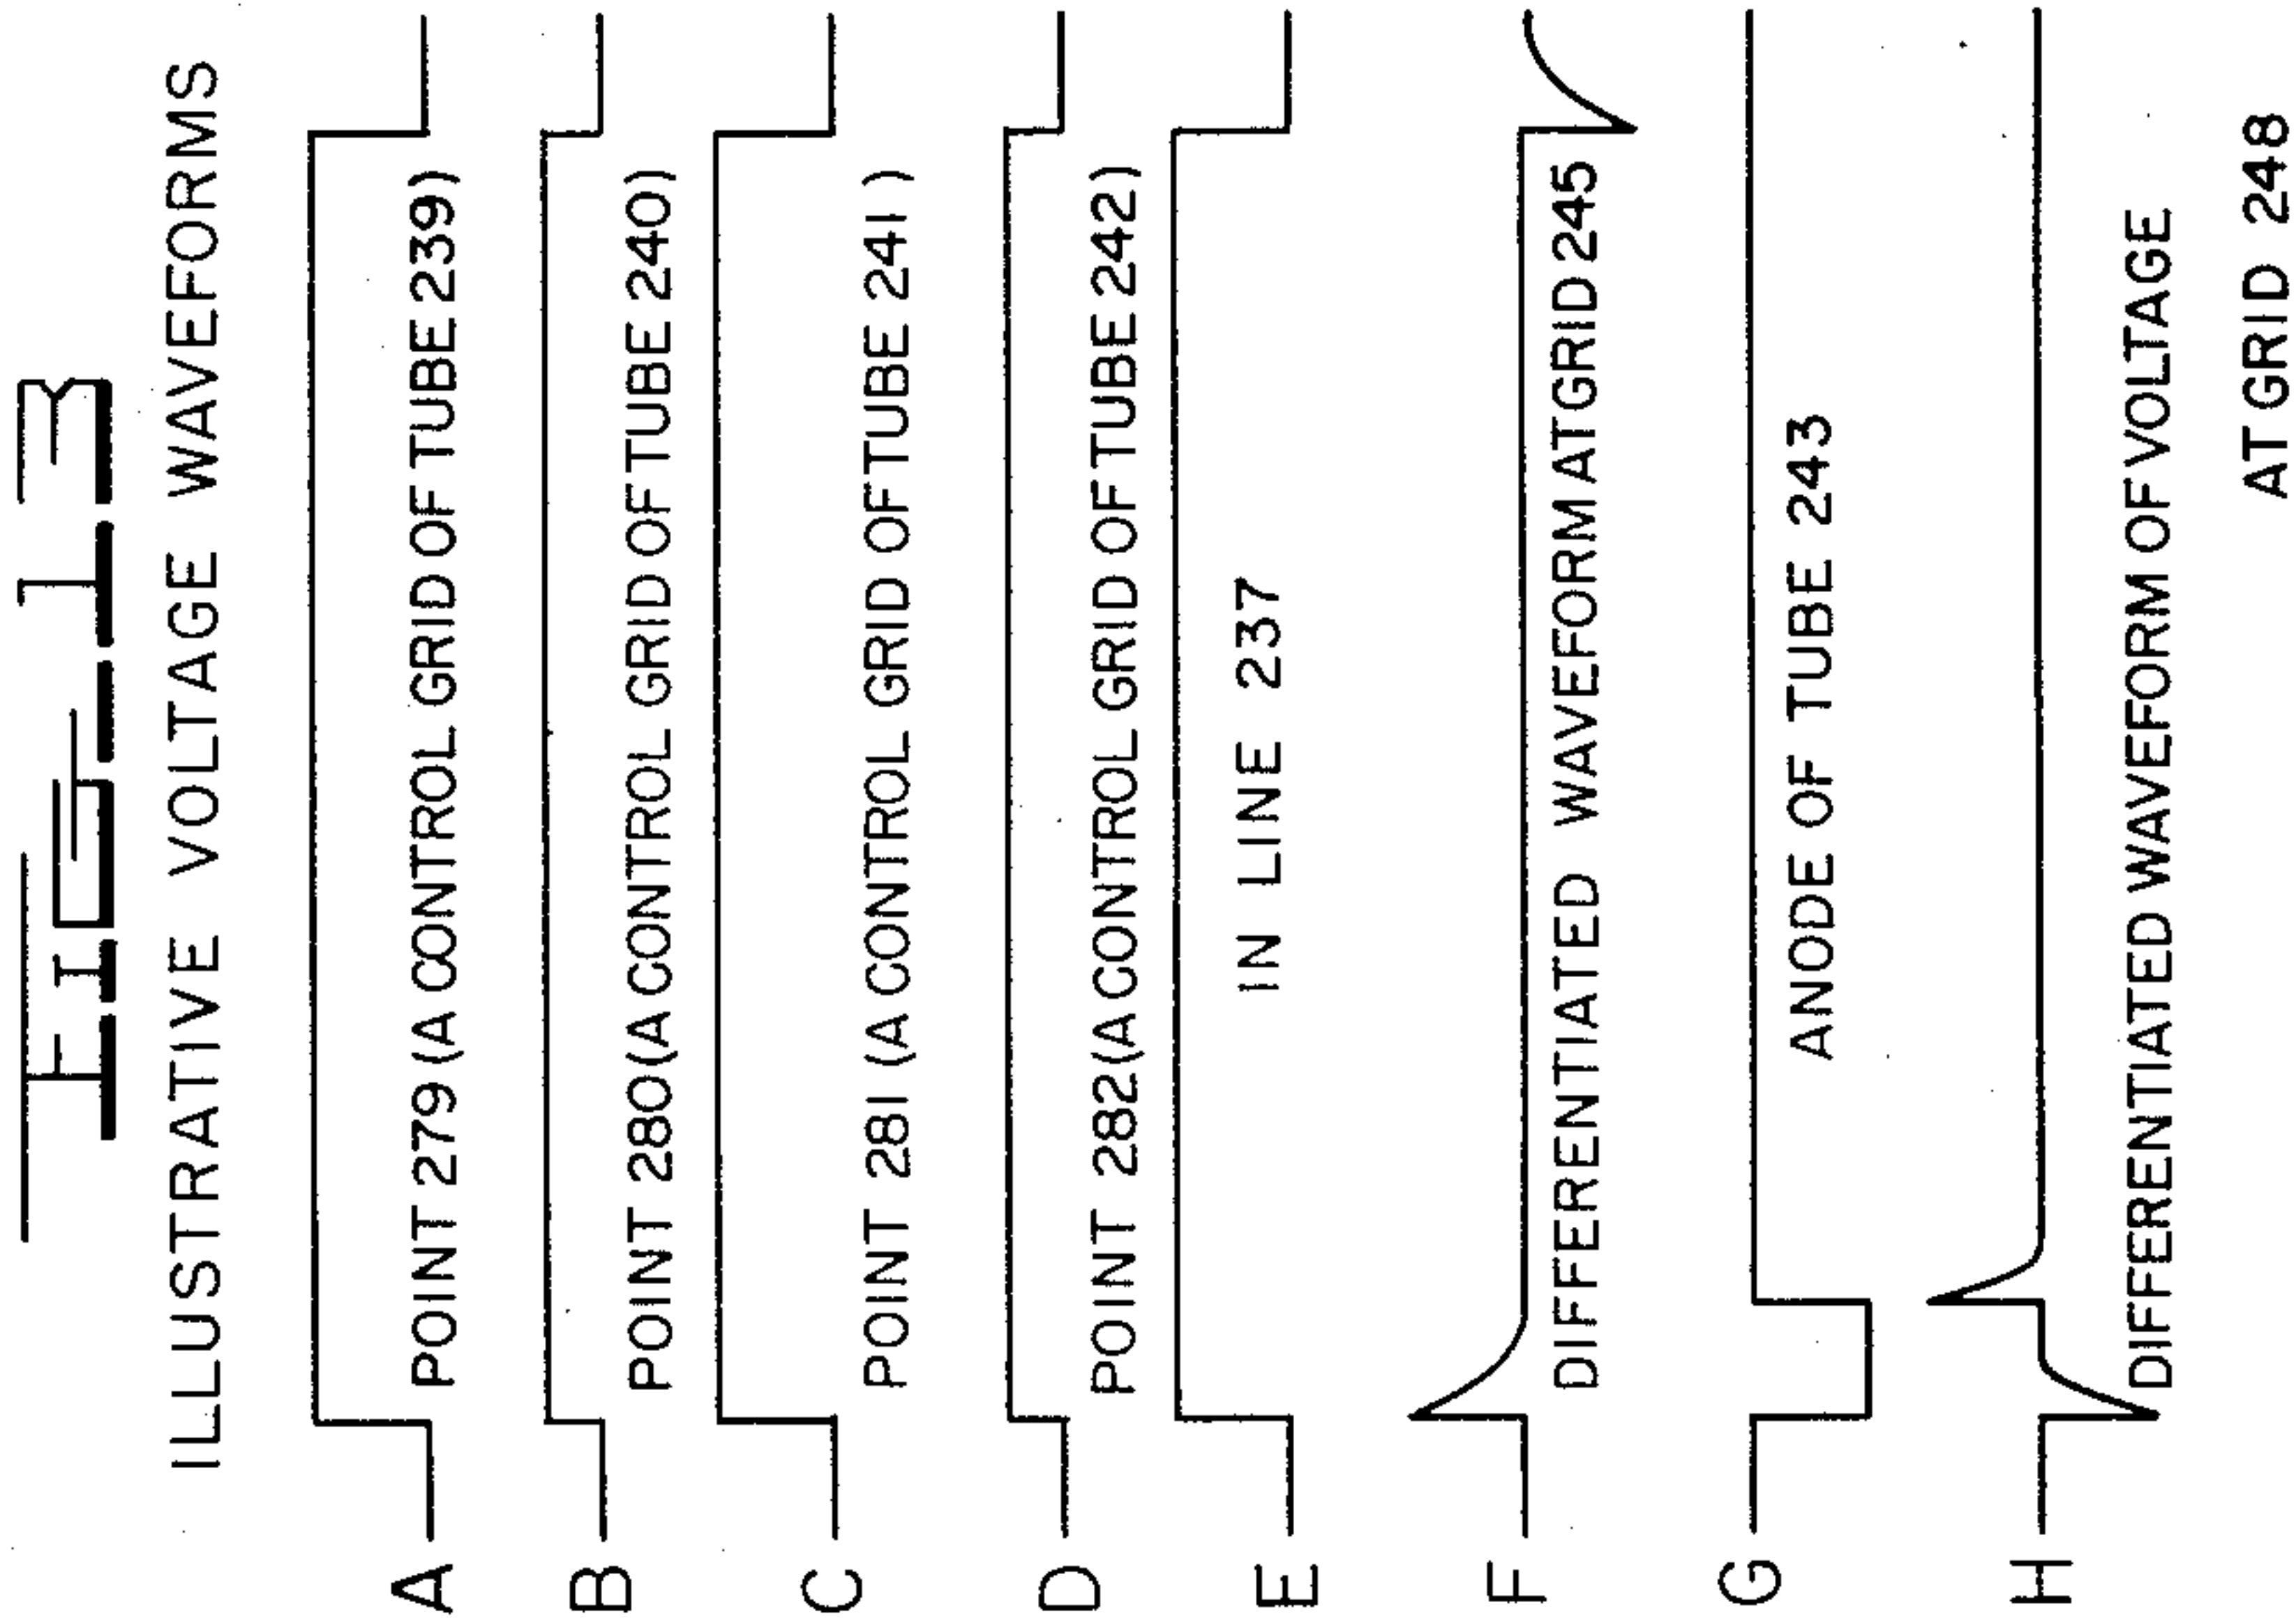 Fig_13
ILLUSTRATIVE VOLTAGE WAVEFORMS
A
POINT 279 (A CONTROL GRID OF TUBE 239)
B
POINT 280 (A CONTROL GRID OF TUBE 240)
C
POINT 281 (A CONTROL GRID OF TUBE 241)
D
POINT 282 (A CONTROL GRID OF TUBE 242)
E
IN LINE 237
F
DIFFERENTIATED WAVEFORM AT GRID 245
G
ANODE OF TUBE 243
H
DIFFERENTIATED WAVEFORM OF VOLTAGE
AT GRID 248